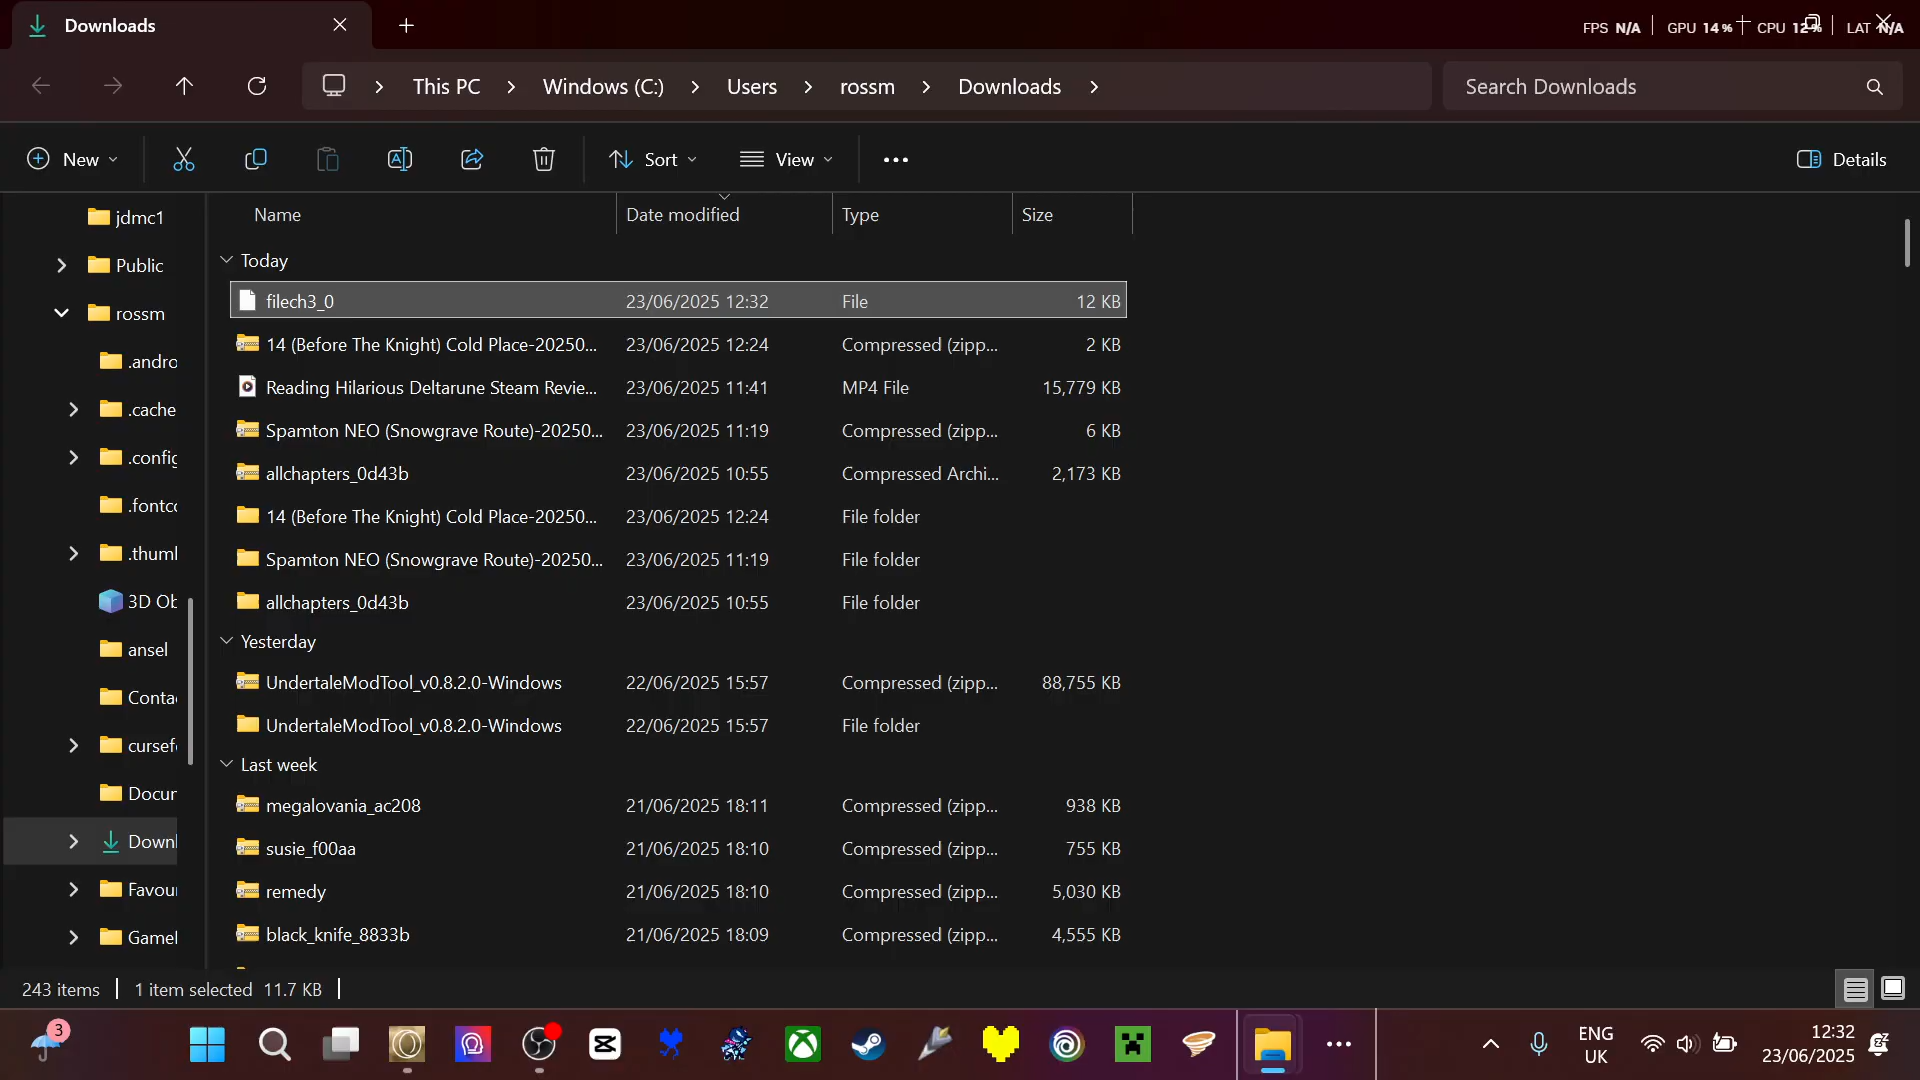 Downloads
FPS N/A GPU 14 % CPU 12% LAT N/A
This PC Windows (C:) Users rossm Downloads
Search Downloads
New
Sort
View
Details
jdmc1
Public
rossm
.andro
.cache
.config
.fontco
.thuml
3D Ob
ansel
Conta
cursef
Docun
Downl
Favou
Gamel
Name Date modified Type Size
Today
filech3_0 23/06/2025 12:32 File 12 KB
14 (Before The Knight) Cold Place-20250... 23/06/2025 12:24 Compressed (zipp... 2 KB
Reading Hilarious Deltarune Steam Revie... 23/06/2025 11:41 MP4 File 15,779 KB
Spamton NEO (Snowgrave Route)-20250... 23/06/2025 11:19 Compressed (zipp... 6 KB
allchapters_0d43b 23/06/2025 10:55 Compressed Archi... 2,173 KB
14 (Before The Knight) Cold Place-20250... 23/06/2025 12:24 File folder
Spamton NEO (Snowgrave Route)-20250... 23/06/2025 11:19 File folder
allchapters_0d43b 23/06/2025 10:55 File folder
Yesterday
UndertaleModTool_v0.8.2.0-Windows 22/06/2025 15:57 Compressed (zipp... 88,755 KB
UndertaleModTool_v0.8.2.0-Windows 22/06/2025 15:57 File folder
Last week
megalovania_ac208 21/06/2025 18:11 Compressed (zipp... 938 KB
susie_f00aa 21/06/2025 18:10 Compressed (zipp... 755 KB
remedy 21/06/2025 18:10 Compressed (zipp... 5,030 KB
black_knife_8833b 21/06/2025 18:09 Compressed (zipp... 4,555 KB
243 items 1 item selected 11.7 KB
3
ENG
UK
12:32
23/06/2025